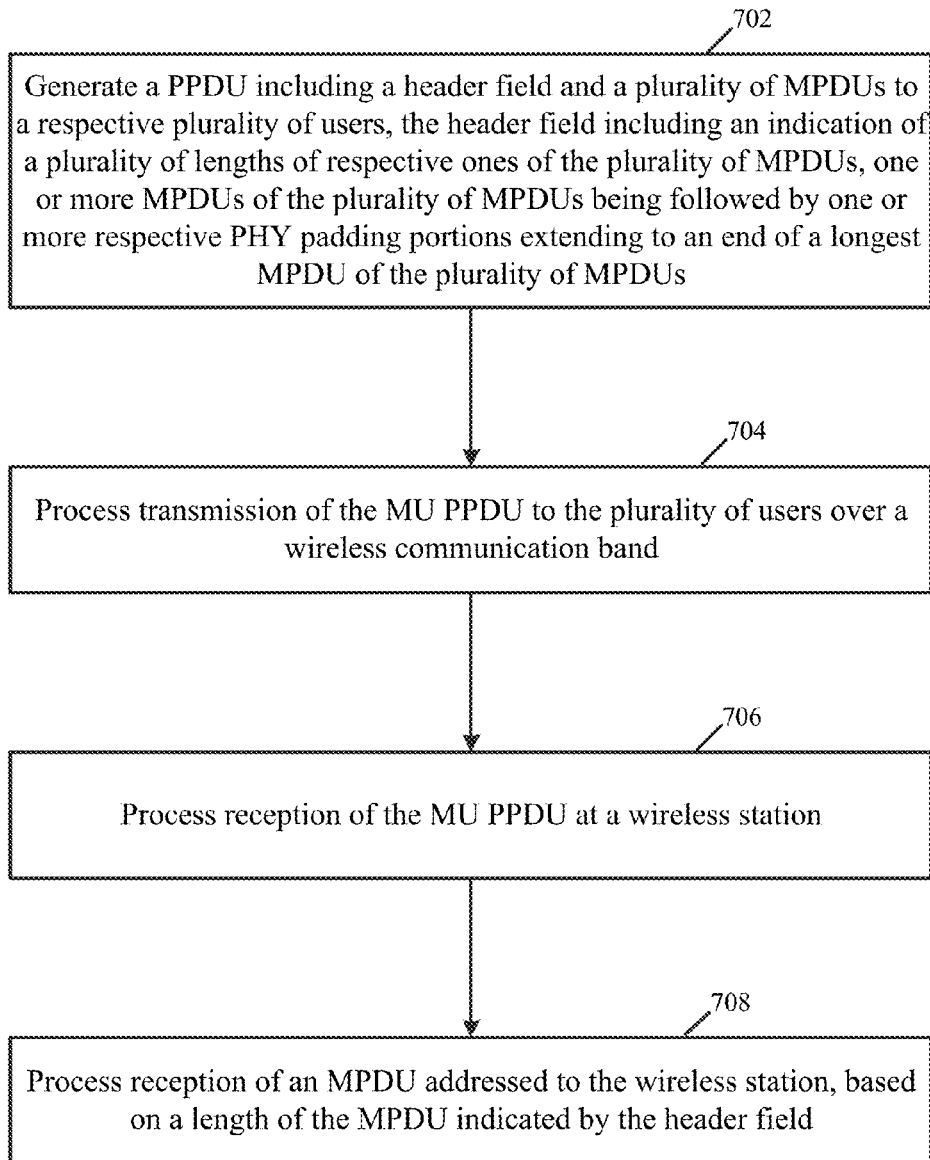 702
Generate a PPDU including a header field and a plurality of MPDUs to
a respective plurality of users, the header field including an indication of
a plurality of lengths of respective ones of the plurality of MPDUs, one
or more MPDUs of the plurality of MPDUs being followed by one or
more respective PHY padding portions extending to an end of a longest
MPDU of the plurality of MPDUs
704
Process transmission of the MU PPDU to the plurality of users over a
wireless communication band
706
Process reception of the MU PPDU at a wireless station
708
Process reception of an MPDU addressed to the wireless station, based
on a length of the MPDU indicated by the header field